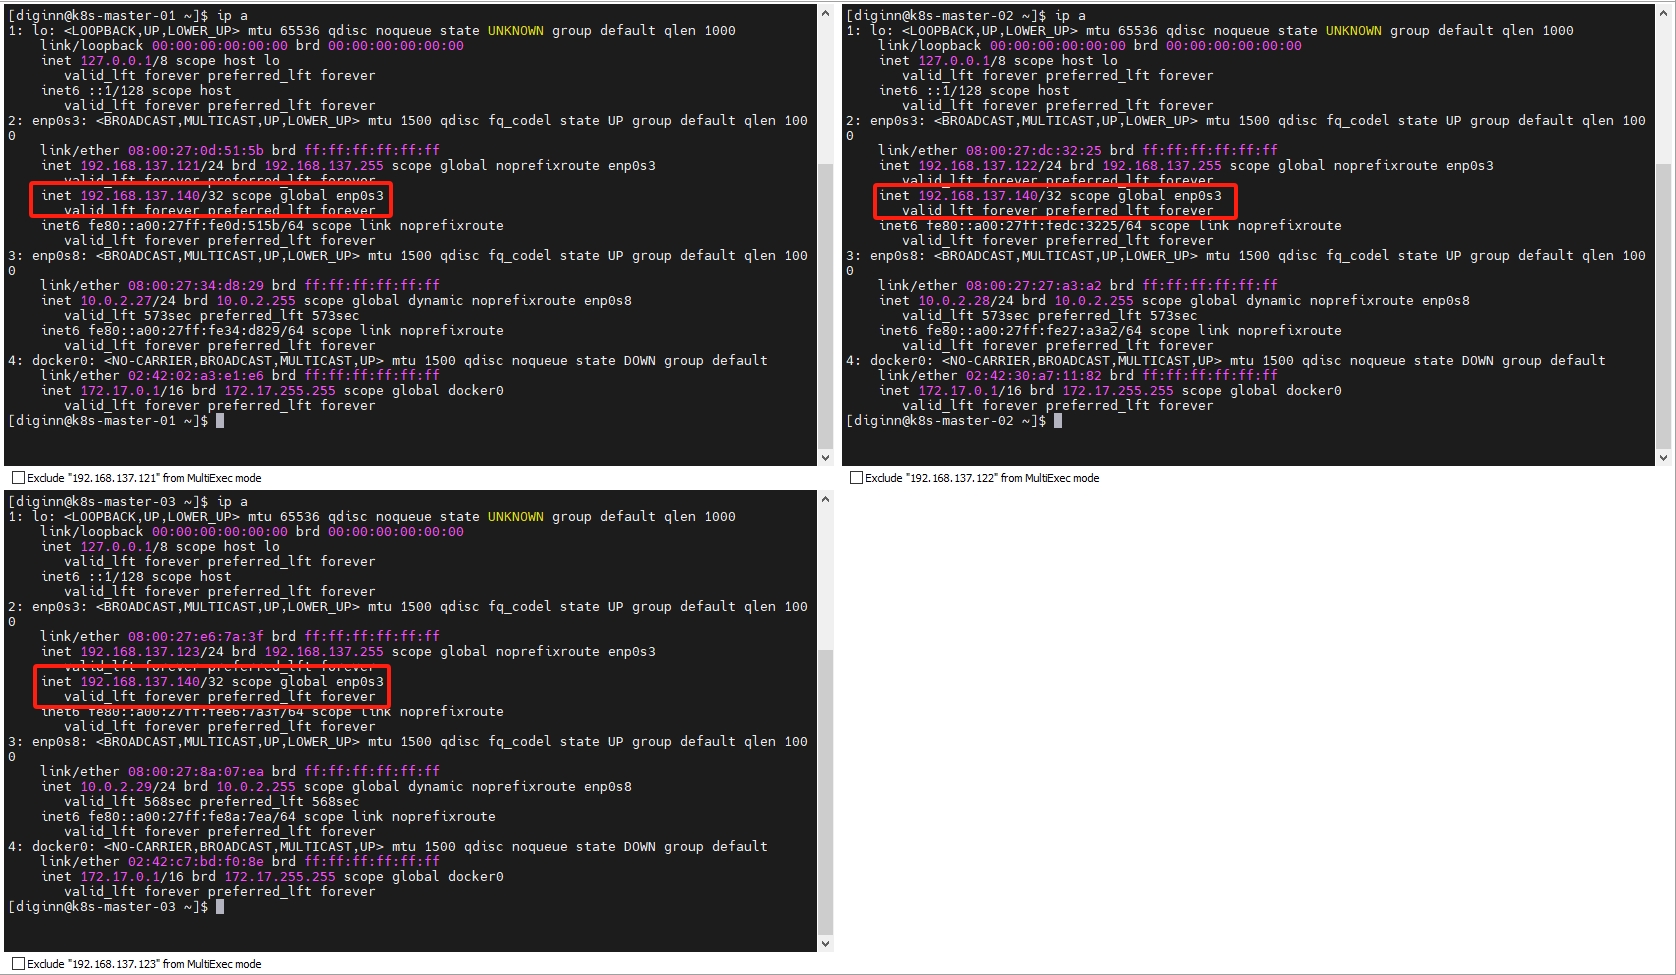 [diginn@k8s-master-01 ~]$ ip a
1: lo: <LOOPBACK,UP,LOWER_UP> mtu 65536 qdisc noqueue state UNKNOWN group default qlen 1000
    link/loopback 00:00:00:00:00:00 brd 00:00:00:00:00:00
    inet 127.0.0.1/8 scope host lo
       valid_lft forever preferred_lft forever
    inet6 ::1/128 scope host
       valid_lft forever preferred_lft forever
2: enp0s3: <BROADCAST,MULTICAST,UP,LOWER_UP> mtu 1500 qdisc fq_codel state UP group default qlen 100
0
    link/ether 08:00:27:0d:51:5b brd ff:ff:ff:ff:ff:ff
    inet 192.168.137.121/24 brd 192.168.137.255 scope global noprefixroute enp0s3
       valid_lft forever preferred_lft forever
    inet 192.168.137.140/32 scope global enp0s3
       valid_lft forever preferred_lft forever
    inet6 fe80::a00:27ff:fe0d:515b/64 scope link noprefixroute
       valid_lft forever preferred_lft forever
3: enp0s8: <BROADCAST,MULTICAST,UP,LOWER_UP> mtu 1500 qdisc fq_codel state UP group default qlen 100
0
    link/ether 08:00:27:34:d8:29 brd ff:ff:ff:ff:ff:ff
    inet 10.0.2.27/24 brd 10.0.2.255 scope global dynamic noprefixroute enp0s8
       valid_lft 573sec preferred_lft 573sec
    inet6 fe80::a00:27ff:fe34:d829/64 scope link noprefixroute
       valid_lft forever preferred_lft forever
4: docker0: <NO-CARRIER,BROADCAST,MULTICAST,UP> mtu 1500 qdisc noqueue state DOWN group default
    link/ether 02:42:02:a3:e1:e6 brd ff:ff:ff:ff:ff:ff
    inet 172.17.0.1/16 brd 172.17.255.255 scope global docker0
       valid_lft forever preferred_lft forever
[diginn@k8s-master-01 ~]$
Exclude "192.168.137.121" from MultiExec mode
[diginn@k8s-master-02 ~]$ ip a
1: lo: <LOOPBACK,UP,LOWER_UP> mtu 65536 qdisc noqueue state UNKNOWN group default qlen 1000
    link/loopback 00:00:00:00:00:00 brd 00:00:00:00:00:00
    inet 127.0.0.1/8 scope host lo
       valid_lft forever preferred_lft forever
    inet6 ::1/128 scope host
       valid_lft forever preferred_lft forever
2: enp0s3: <BROADCAST,MULTICAST,UP,LOWER_UP> mtu 1500 qdisc fq_codel state UP group default qlen 100
0
    link/ether 08:00:27:dc:32:25 brd ff:ff:ff:ff:ff:ff
    inet 192.168.137.122/24 brd 192.168.137.255 scope global noprefixroute enp0s3
       valid_lft forever preferred_lft forever
    inet 192.168.137.140/32 scope global enp0s3
       valid_lft forever preferred_lft forever
    inet6 fe80::a00:27ff:fedc:3225/64 scope link noprefixroute
       valid_lft forever preferred_lft forever
3: enp0s8: <BROADCAST,MULTICAST,UP,LOWER_UP> mtu 1500 qdisc fq_codel state UP group default qlen 100
0
    link/ether 08:00:27:27:a3:a2 brd ff:ff:ff:ff:ff:ff
    inet 10.0.2.28/24 brd 10.0.2.255 scope global dynamic noprefixroute enp0s8
       valid_lft 573sec preferred_lft 573sec
    inet6 fe80::a00:27ff:fe27:a3a2/64 scope link noprefixroute
       valid_lft forever preferred_lft forever
4: docker0: <NO-CARRIER,BROADCAST,MULTICAST,UP> mtu 1500 qdisc noqueue state DOWN group default
    link/ether 02:42:30:a7:11:82 brd ff:ff:ff:ff:ff:ff
    inet 172.17.0.1/16 brd 172.17.255.255 scope global docker0
       valid_lft forever preferred_lft forever
[diginn@k8s-master-02 ~]$
Exclude "192.168.137.122" from MultiExec mode
[diginn@k8s-master-03 ~]$ ip a
1: lo: <LOOPBACK,UP,LOWER_UP> mtu 65536 qdisc noqueue state UNKNOWN group default qlen 1000
    link/loopback 00:00:00:00:00:00 brd 00:00:00:00:00:00
    inet 127.0.0.1/8 scope host lo
       valid_lft forever preferred_lft forever
    inet6 ::1/128 scope host
       valid_lft forever preferred_lft forever
2: enp0s3: <BROADCAST,MULTICAST,UP,LOWER_UP> mtu 1500 qdisc fq_codel state UP group default qlen 100
0
    link/ether 08:00:27:e6:7a:3f brd ff:ff:ff:ff:ff:ff
    inet 192.168.137.123/24 brd 192.168.137.255 scope global noprefixroute enp0s3
       valid_lft forever preferred_lft forever
    inet 192.168.137.140/32 scope global enp0s3
       valid_lft forever preferred_lft forever
    inet6 fe80::a00:27ff:fee6:7a3f/64 scope link noprefixroute
       valid_lft forever preferred_lft forever
3: enp0s8: <BROADCAST,MULTICAST,UP,LOWER_UP> mtu 1500 qdisc fq_codel state UP group default qlen 100
0
    link/ether 08:00:27:8a:07:ea brd ff:ff:ff:ff:ff:ff
    inet 10.0.2.29/24 brd 10.0.2.255 scope global dynamic noprefixroute enp0s8
       valid_lft 568sec preferred_lft 568sec
    inet6 fe80::a00:27ff:fe8a:7ea/64 scope link noprefixroute
       valid_lft forever preferred_lft forever
4: docker0: <NO-CARRIER,BROADCAST,MULTICAST,UP> mtu 1500 qdisc noqueue state DOWN group default
    link/ether 02:42:c7:bd:f0:8e brd ff:ff:ff:ff:ff:ff
    inet 172.17.0.1/16 brd 172.17.255.255 scope global docker0
       valid_lft forever preferred_lft forever
[diginn@k8s-master-03 ~]$
Exclude "192.168.137.123" from MultiExec mode